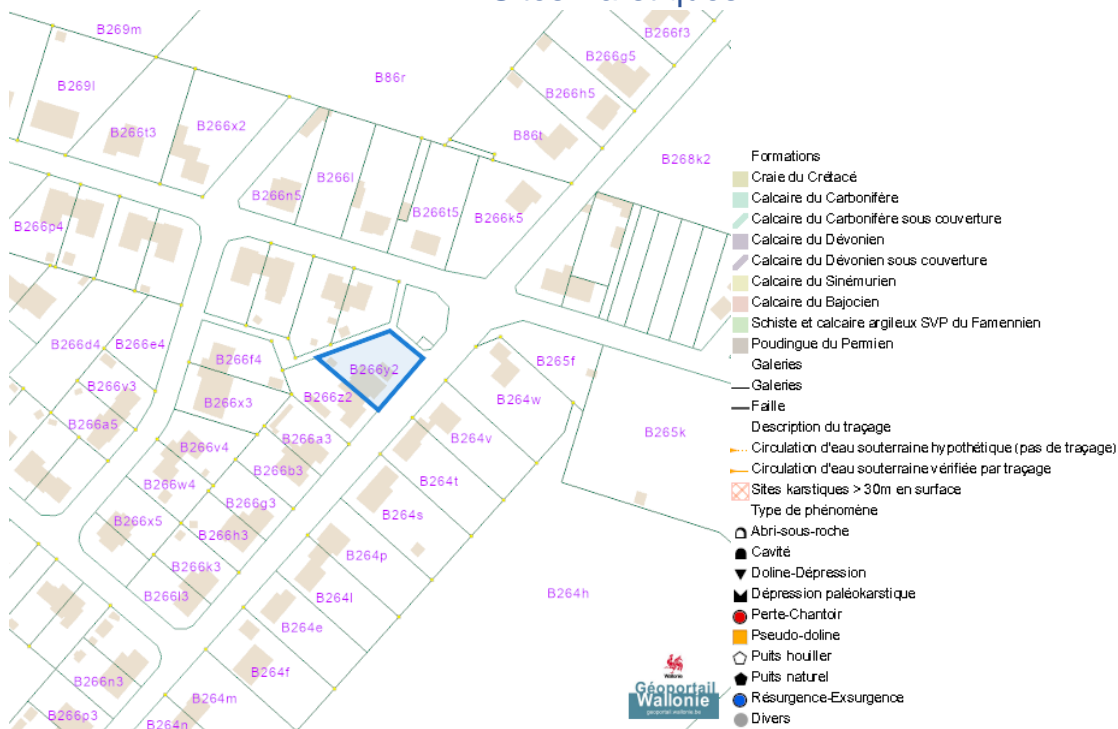 B269m
B266f3
B266g5
B86r
B269l
B266h5
B266x2
B266t3
B86t
B268k2
B266l
B266n5
B266t5
B266k5
B266p4
B266d4
B266e4
B266f4
B266y2
B265f
B266v3
B266x3
B266z2
B264w
B266a5
B266v4
B266a3
B264v
B265k
B266b3
B266w4
B264t
B266g3
B266x5
B264s
B266h3
B264p
B266k3
B264h
B266l3
B264l
B264e
B264f
B266n3
B264m
B266p3
B264n
Wallonie
Géoportail
Wallonie
geoportail.wallonie.be
Formations
Craie du Crétacé
Calcaire du Carbonifère
Calcaire du Carbonifère sous couverture
Calcaire du Dévonien
Calcaire du Dévonien sous couverture
Calcaire du Sinémurien
Calcaire du Bajocien
Schiste et calcaire argileux SVP du Famennien
Poudingue du Permien
Galeries
Galeries
Faille
Description du traçage
Circulation d'eau souterraine hypothétique (pas de traçage)
Circulation d'eau souterraine vérifiée par traçage
Sites karstiques > 30m en surface
Type de phénomène
Abri-sous-roche
Cavité
Doline-Dépression
Dépression paléokarstique
Perte-Chantoir
Pseudo-doline
Puits houiller
Puits naturel
Résurgence-Exsurgence
Divers